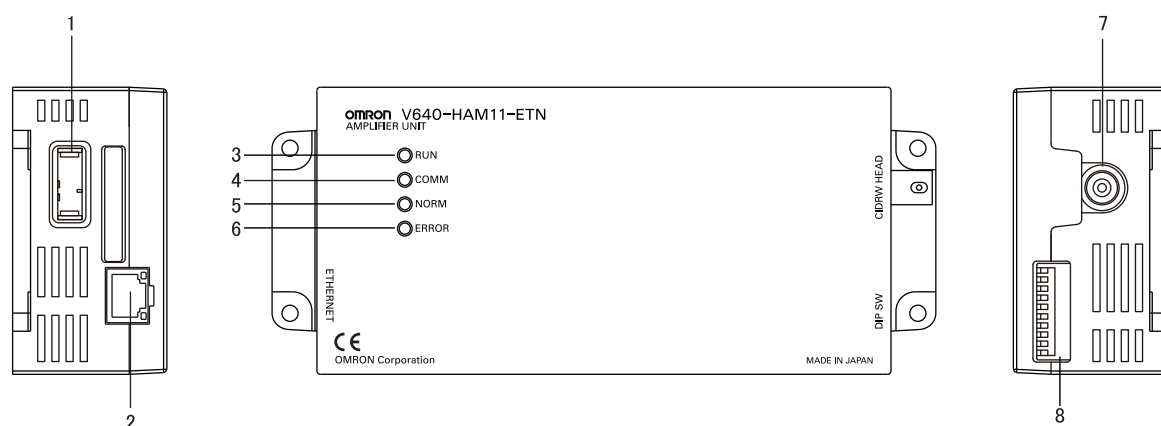 1
7
OMRON V640-HAM11-ETN
AMPLIFIER UNIT
3 RUN
4 COMM
5 NORM
6 ERROR
CIDRW HEAD
ETHERNET
DIP SW
CE
OMRON Corporation
MADE IN JAPAN
2
8